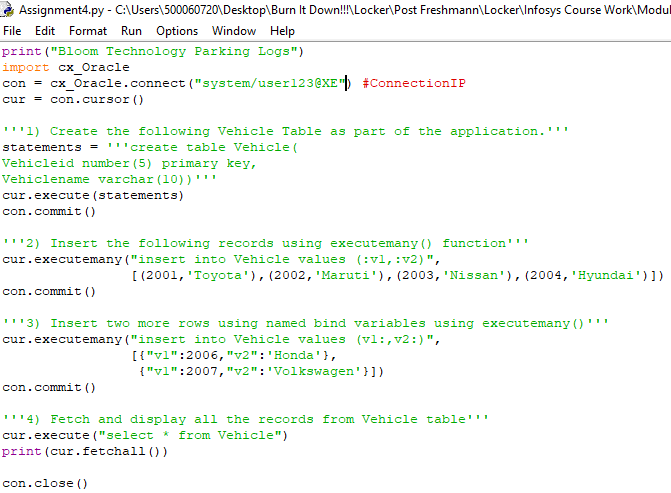 Assignment4.py - C:\Users\500060720\Desktop\Burn It Down!!!\Locker\Post Freshmann\Locker\Infosys Course Work\Modul
File Edit Format Run Options Window Help
print("Bloom Technology Parking Logs")
import cx_Oracle
con = cx_Oracle.connect("system/user123@XE") #ConnectionIP
cur = con.cursor()
'''1) Create the following Vehicle Table as part of the application.'''
statements = '''create table Vehicle(
Vehicleid number(5) primary key,
Vehiclename varchar(10))'''
cur.execute(statements)
con.commit()
'''2) Insert the following records using executemany() function'''
cur.executemany("insert into Vehicle values (:v1,:v2)",
[(2001,'Toyota'),(2002,'Maruti'),(2003,'Nissan'),(2004,'Hyundai')])
con.commit()
'''3) Insert two more rows using named bind variables using executemany()'''
cur.executemany("insert into Vehicle values (v1:,v2:)",
[{"v1":2006,"v2":'Honda'},
{"v1":2007,"v2":'Volkswagen'}])
con.commit()
'''4) Fetch and display all the records from Vehicle table'''
cur.execute("select * from Vehicle")
print(cur.fetchall())
con.close()